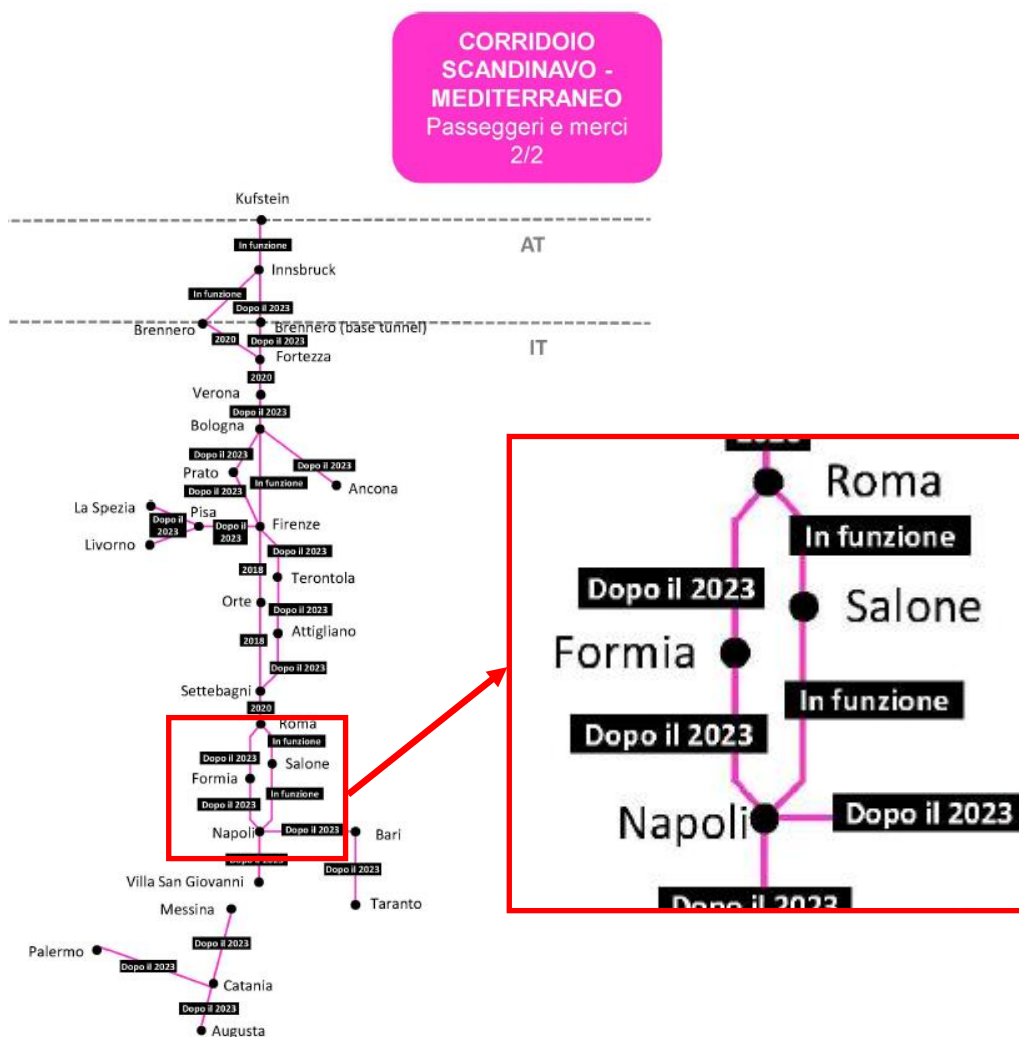 CORRIDOIO
SCANDINAVO -
MEDITERRANEO
Passeggeri e merci
2/2
Kufstein
AT
In funzione
Innsbruck
In funzione
Dopo il 2023
Brennero
Brennero (base tunnel)
IT
2020
Dopo il 2023
Fortezza
2020
Verona
Dopo il 2023
Bologna
Dopo il 2023
Dopo il 2023
Prato
In funzione
Ancona
Dopo il 2023
La Spezia
Pisa
Dopo il
2023
Dopo il
2023
Firenze
Livorno
Dopo il 2023
2018
Terontola
Orte
Dopo il 2023
2018
Attigliano
Dopo il 2023
Settebagni
2020
Roma
In funzione
Dopo il 2023
Salone
Formia
In funzione
Dopo il 2023
Napoli
Dopo il 2023
Bari
Dopo il 2023
Dopo il 2023
Villa San Giovanni
Taranto
Messina
Dopo il 2023
Palermo
Dopo il 2023
Catania
Dopo il 2023
Augusta
Roma
In funzione
Dopo il 2023
Salone
Formia
In funzione
Dopo il 2023
Napoli
Dopo il 2023
Dopo il 2023